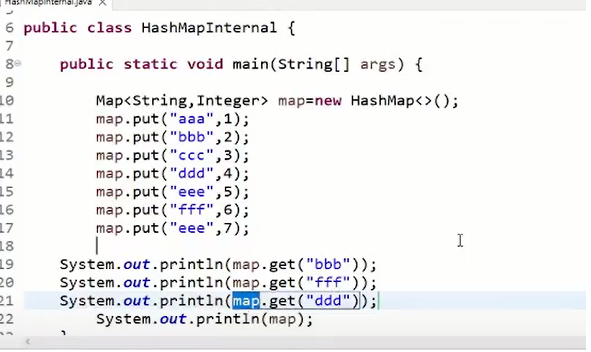 HashMapInternal.java
6 public class HashMapInternal {
7
8 public static void main(String[] args) {
9
10 Map<String,Integer> map=new HashMap<>();
11 map.put("aaa",1);
12 map.put("bbb",2);
13 map.put("ccc",3);
14 map.put("ddd",4);
15 map.put("eee",5);
16 map.put("fff",6);
17 map.put("eee",7);
18
19 System.out.println(map.get("bbb"));
20 System.out.println(map.get("fff"));
21 System.out.println(map.get("ddd"));
22 System.out.println(map);